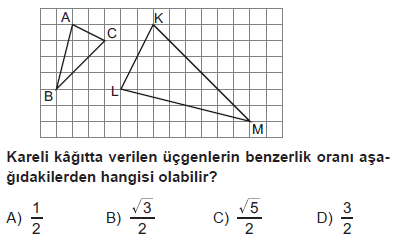 A
K
C
B
L
M
Kareli kâğıtta verilen üçgenlerin benzerlik oranı aşa-
ğıdakilerden hangisi olabilir?
A) 1/2 B) √3/2 C) √5/2 D) 3/2